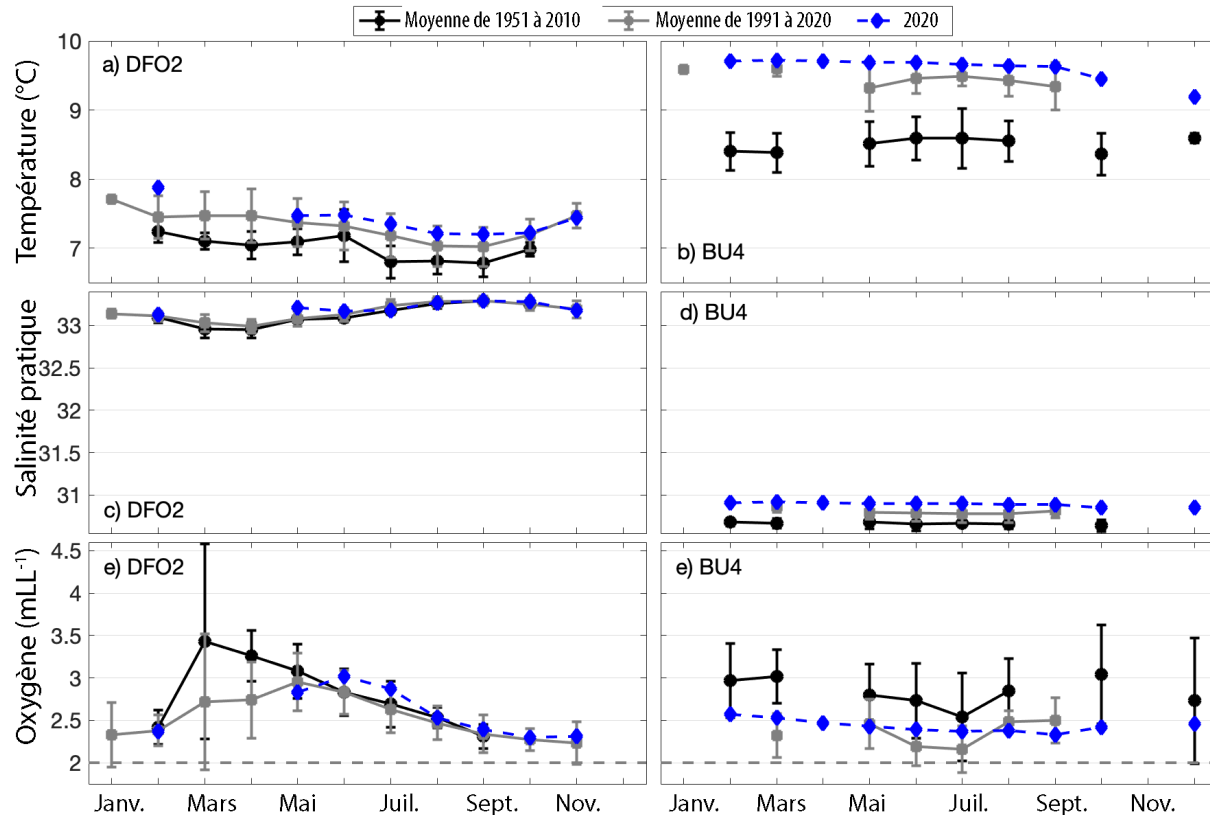 Moyenne de 1951 à 2010 Moyenne de 1991 à 2020 2020
Température (°C)
10
9
8
7
a) DFO2
b) BU4
Salinité pratique
33
32.5
32
31.5
31
c) DFO2
d) BU4
Oxygène (mLL⁻¹)
4.5
4
3.5
3
2.5
2
e) DFO2
e) BU4
Janv. Mars Mai Juil. Sept. Nov.
Janv. Mars Mai Juil. Sept. Nov.